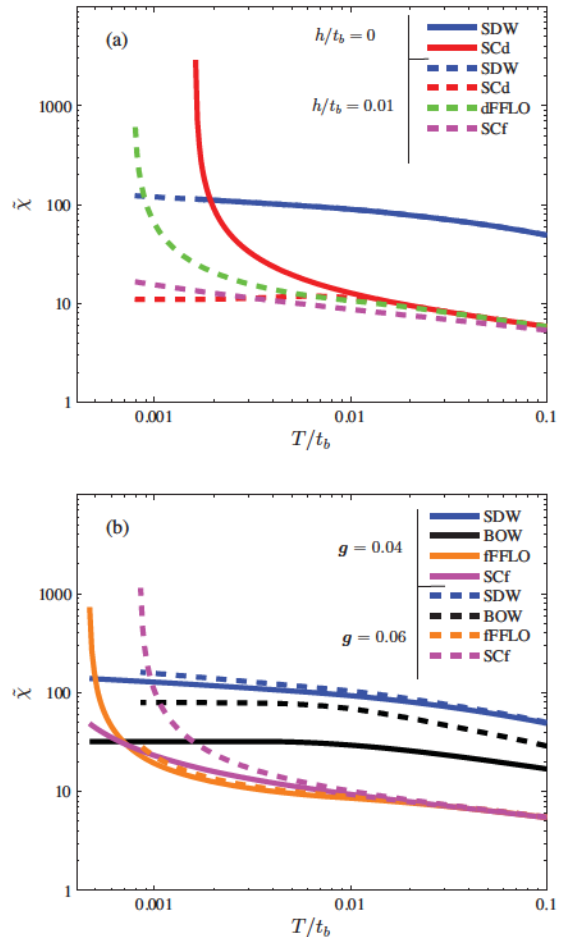 (a)
h/t_b = 0
h/t_b = 0.01
SDW
SCd
SDW
SCd
dFFLO
SCf
1000
100
10
1
χ̃
0.001
0.01
0.1
T/t_b
(b)
g = 0.04
g = 0.06
SDW
BOW
fFFLO
SCf
SDW
BOW
fFFLO
SCf
1000
100
10
1
χ̃
0.001
0.01
0.1
T/t_b